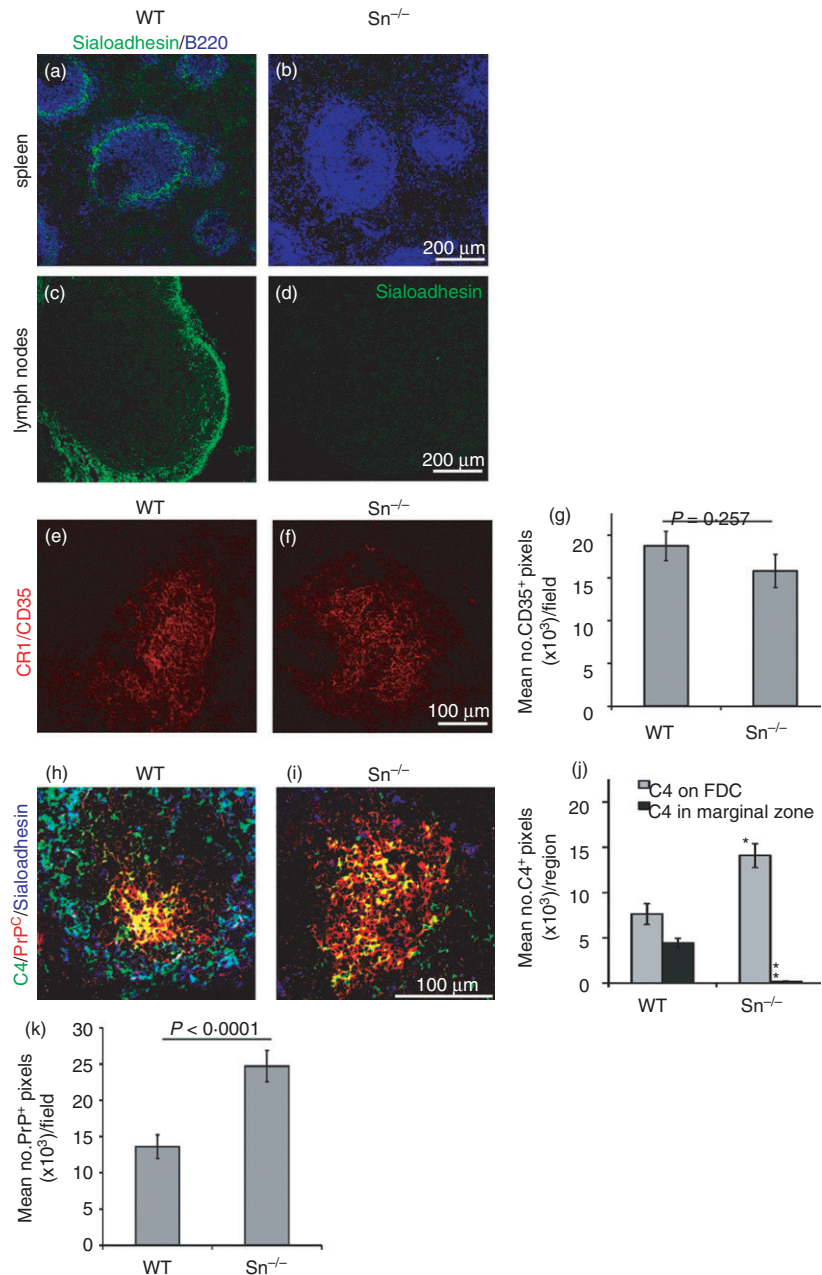 WT
Sn−/−
Sialoadhesin/B220
(a)
(b)
spleen
200 μm
(c)
(d)
Sialoadhesin
lymph nodes
200 μm
WT
Sn−/−
(e)
(f)
CR1/CD35
100 μm
(g)
P = 0·257
Mean no.CD35+ pixels
(x10³)/field
20
15
10
5
0
WT
Sn−/−
(h)
WT
(i)
Sn−/−
C4/PrPC/Sialoadhesin
100 μm
(j)
C4 on FDC
C4 in marginal zone
Mean no.C4+ pixels
(x10³)/region
20
15
10
5
0
*
*
*
WT
Sn−/−
(k)
P < 0·0001
Mean no.PrP+ pixels
(x10³)/field
30
25
20
15
10
5
0
WT
Sn−/−